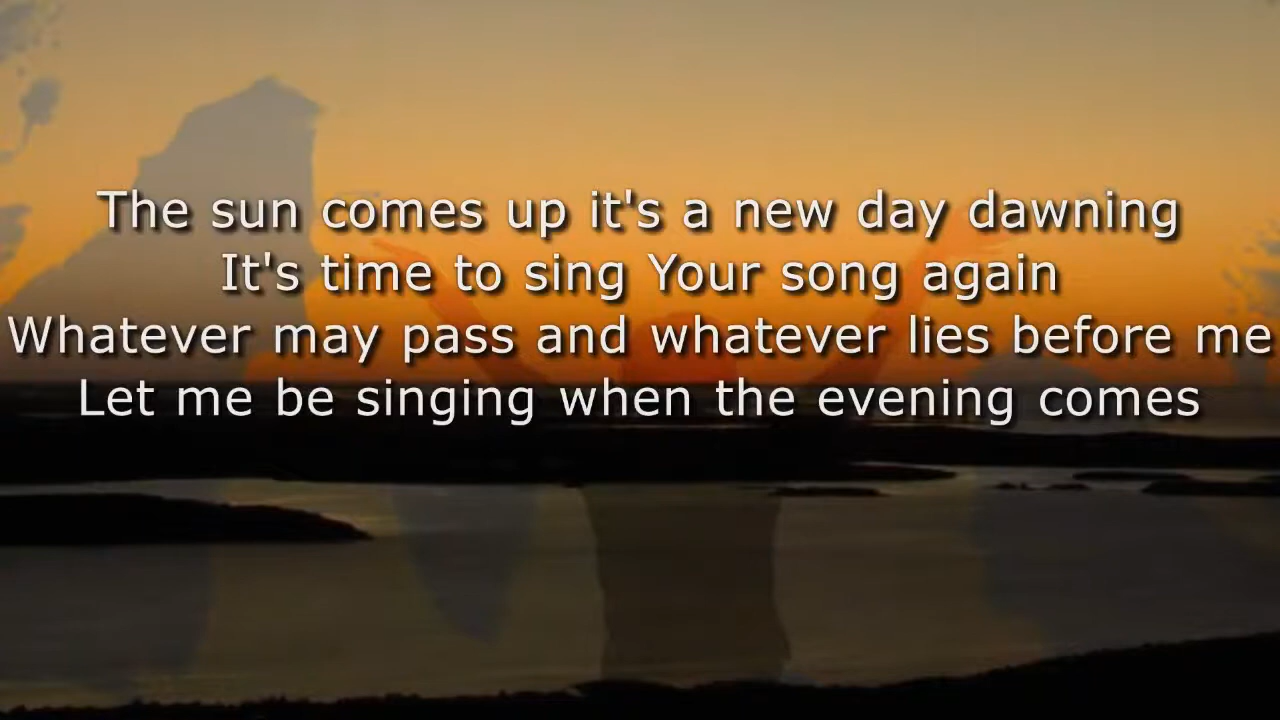 The sun comes up it's a new day dawning
It's time to sing Your song again
Whatever may pass and whatever lies before me
Let me be singing when the evening comes